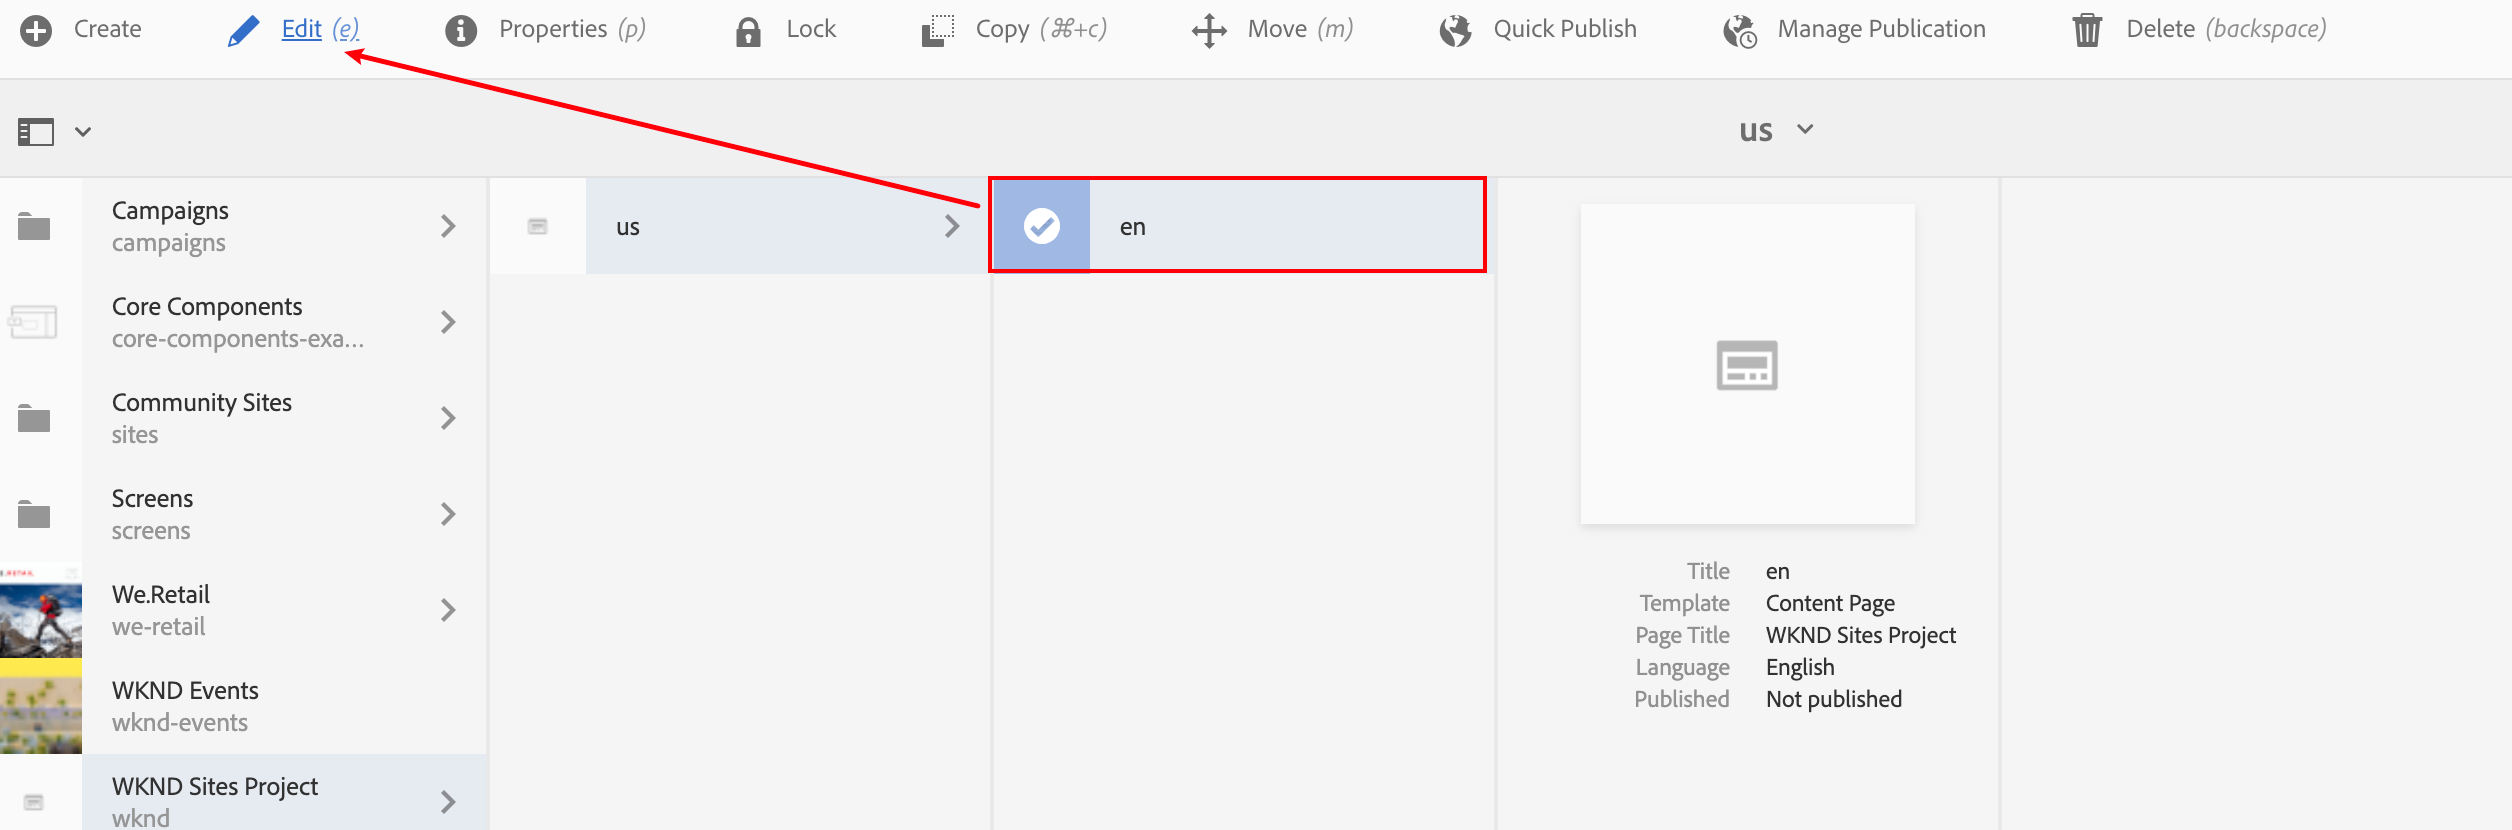 Create
Edit (e)
Properties (p)
Lock
Copy (⌘+c)
Move (m)
Quick Publish
Manage Publication
Delete (backspace)
us
Campaigns
campaigns
us
en
Core Components
core-components-exa...
Community Sites
sites
Screens
screens
We.Retail
we-retail
WKND Events
wknd-events
WKND Sites Project
wknd
Title en
Template Content Page
Page Title WKND Sites Project
Language English
Published Not published